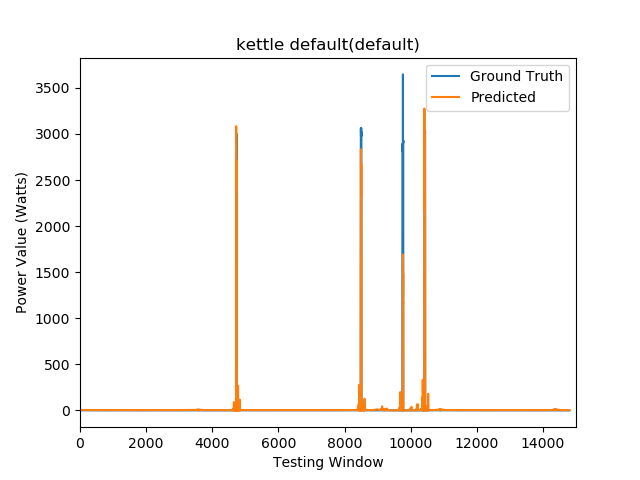 kettle default(default)
Ground Truth
Predicted
Power Value (Watts)
3500
3000
2500
2000
1500
1000
500
0
0 2000 4000 6000 8000 10000 12000 14000
Testing Window